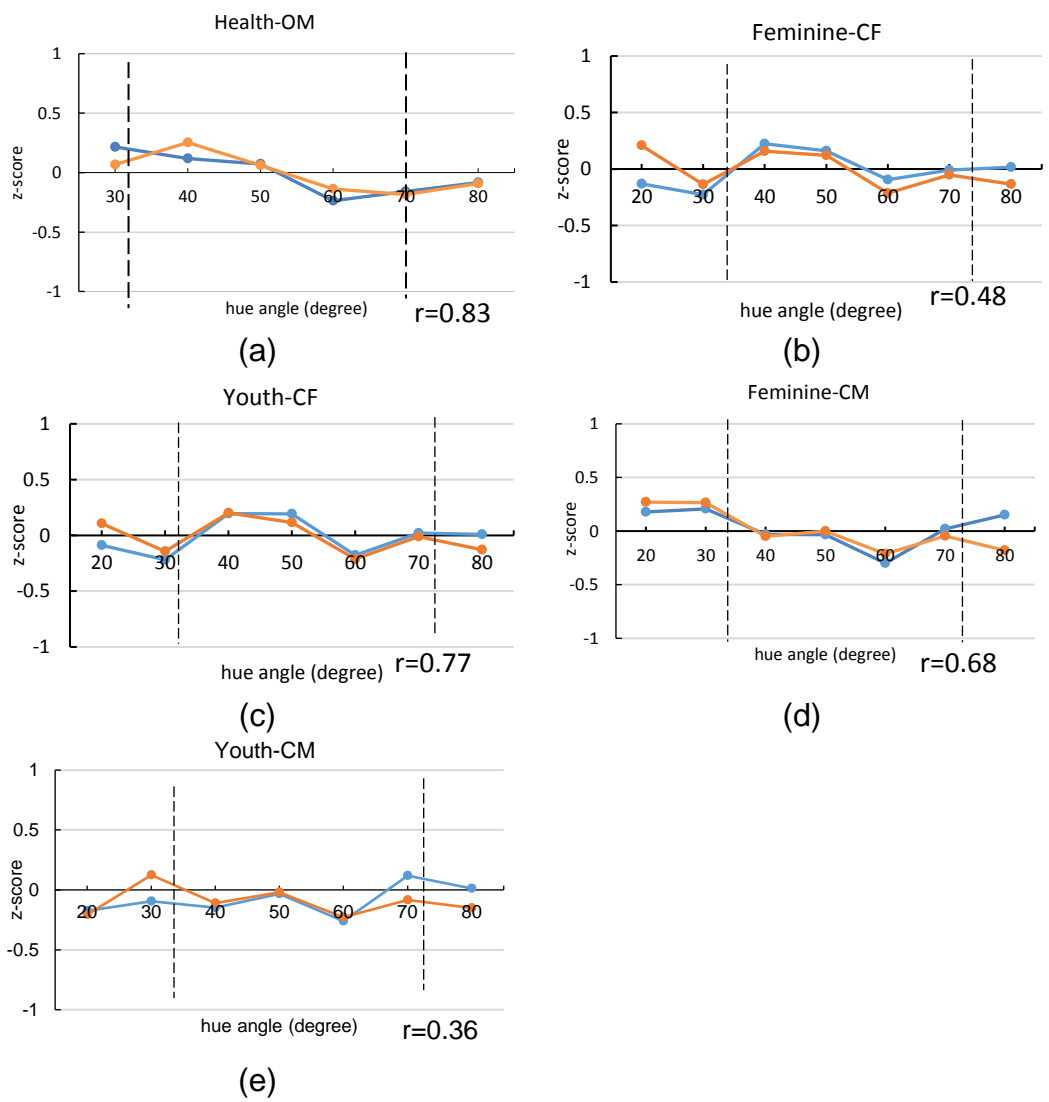 Health-OM
1
0.5
0
-0.5
-1
z-score
30 40 50 60 70 80
hue angle (degree)
r=0.83
(a)
Feminine-CF
1
0.5
0
-0.5
-1
z-score
20 30 40 50 60 70 80
hue angle (degree)
r=0.48
(b)
Youth-CF
1
0.5
0
-0.5
-1
z-score
20 30 40 50 60 70 80
hue angle (degree)
r=0.77
(c)
Feminine-CM
1
0.5
0
-0.5
-1
z-score
20 30 40 50 60 70 80
hue angle (degree)
r=0.68
(d)
Youth-CM
1
0.5
0
-0.5
-1
z-score
20 30 40 50 60 70 80
hue angle (degree)
r=0.36
(e)